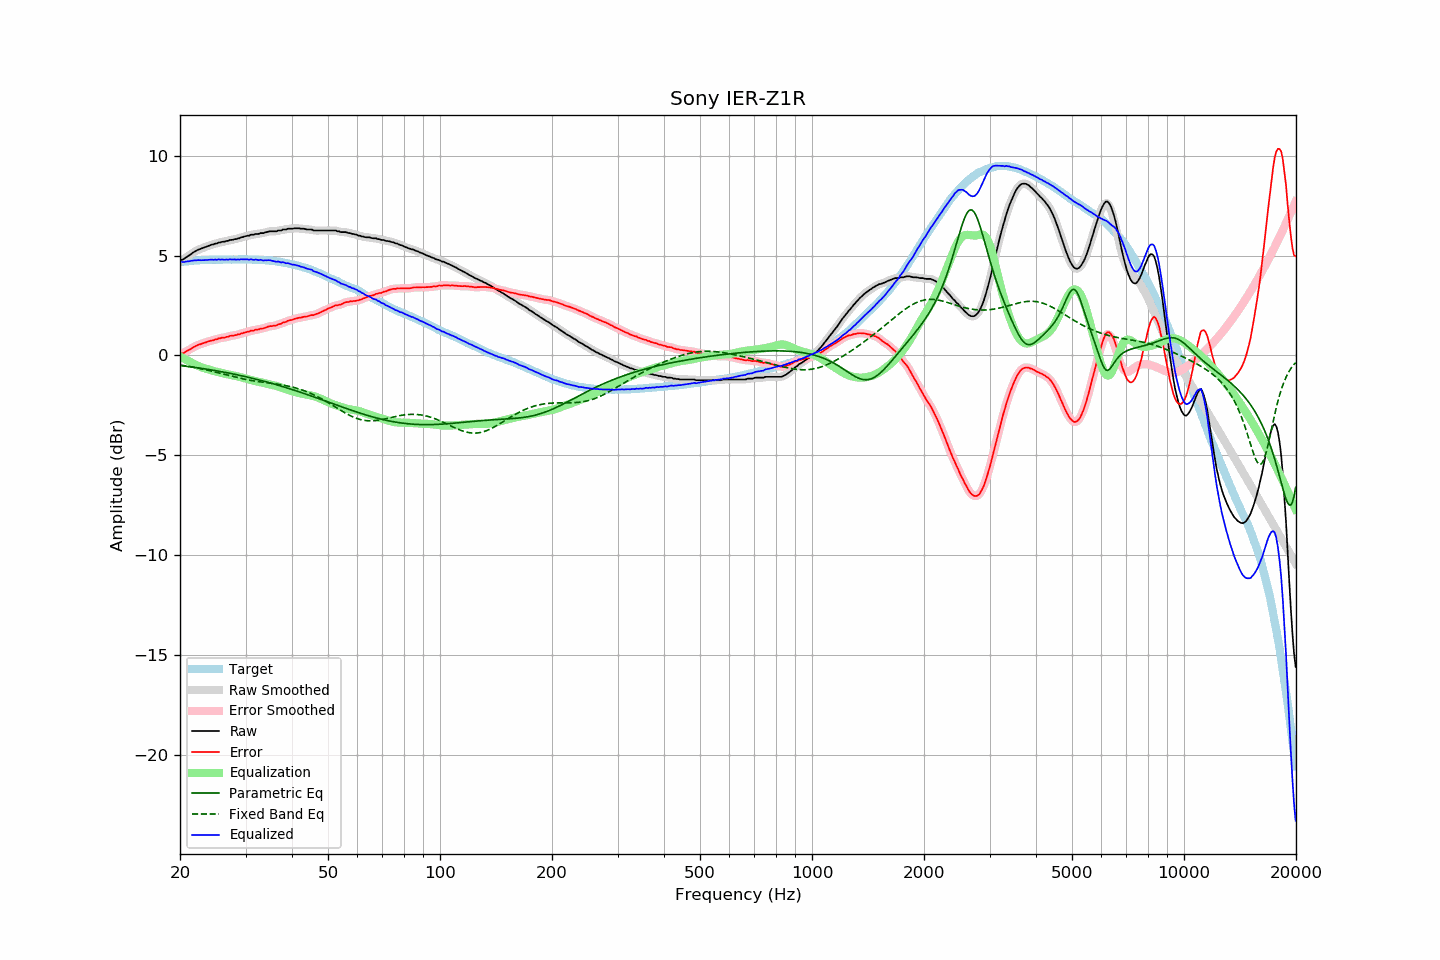 Sony IER-Z1R
10
5
0
−5
−10
−15
−20
Amplitude (dBr)
Target
Raw Smoothed
Error Smoothed
Raw
Error
Equalization
Parametric Eq
Fixed Band Eq
Equalized
20 50 100 200 500 1000 2000 5000 10000 20000
Frequency (Hz)